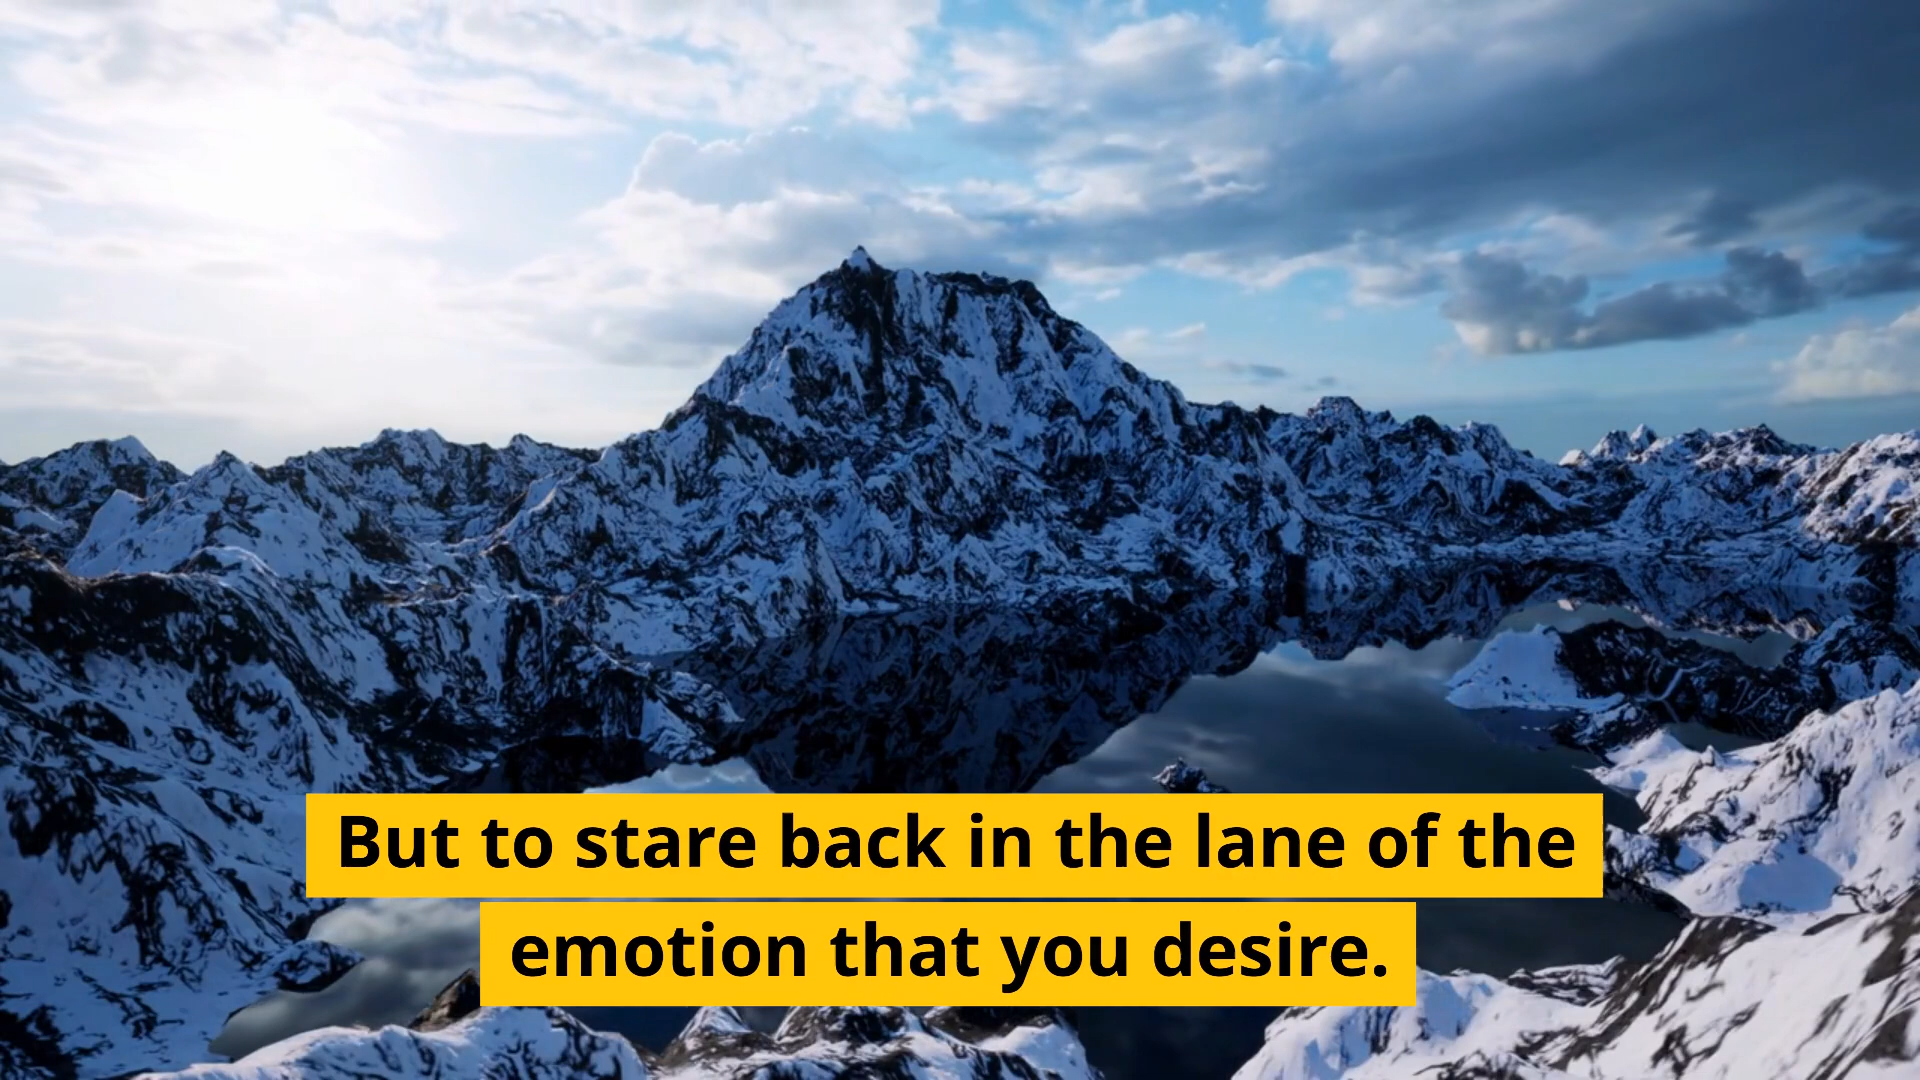 But to stare back in the lane of the
emotion that you desire.